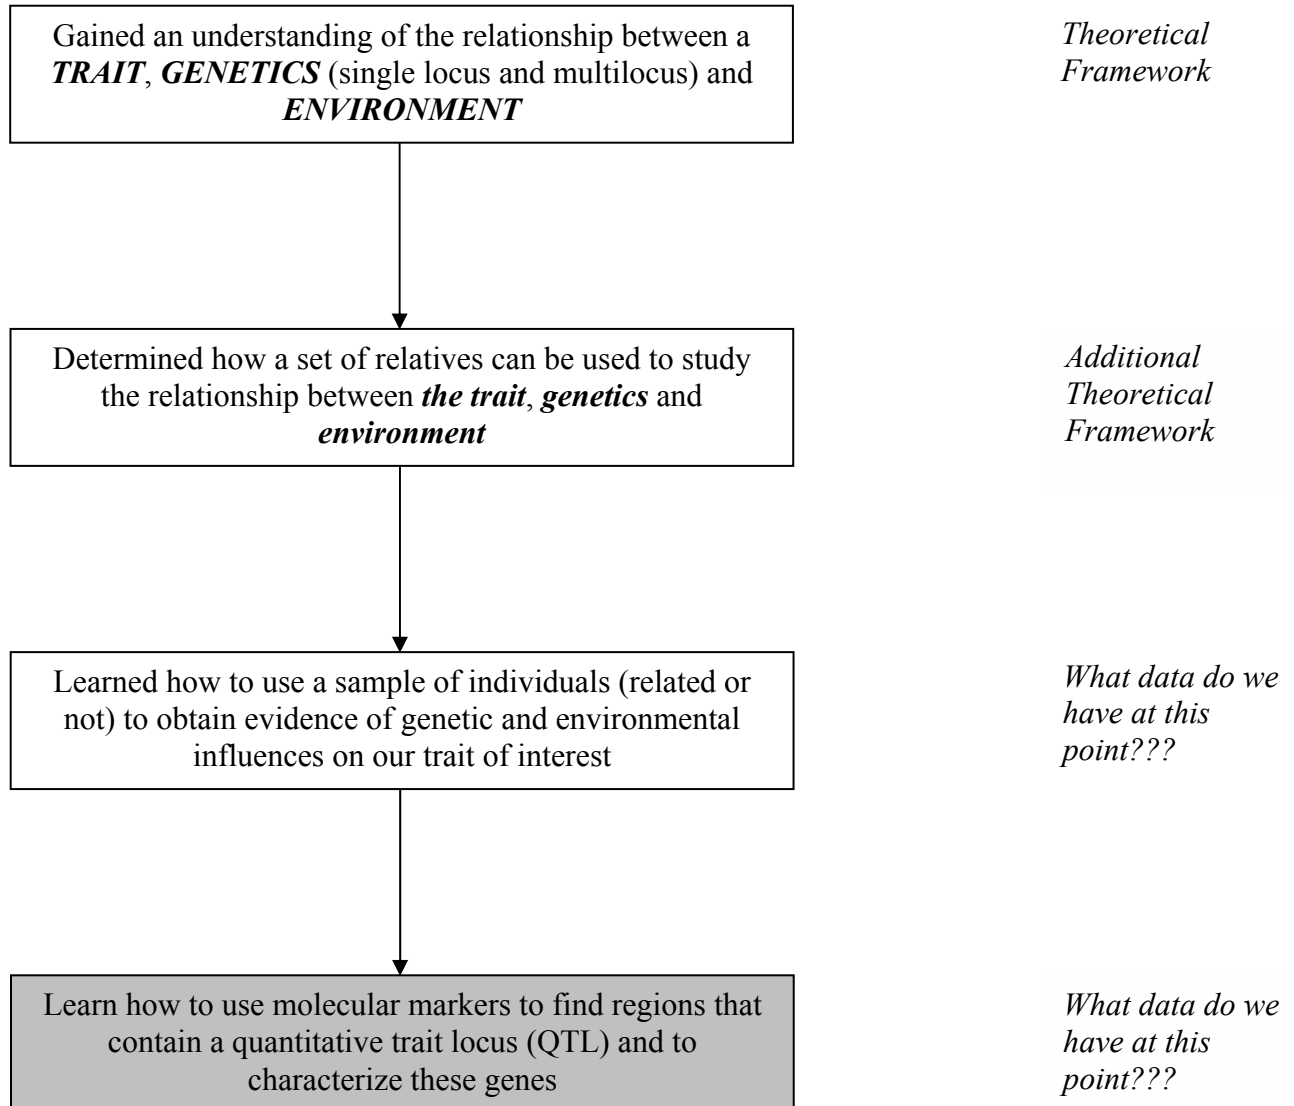 Gained an understanding of the relationship between a
TRAIT, GENETICS (single locus and multilocus) and
ENVIRONMENT
Theoretical
Framework
Determined how a set of relatives can be used to study
the relationship between the trait, genetics and
environment
Additional
Theoretical
Framework
Learned how to use a sample of individuals (related or
not) to obtain evidence of genetic and environmental
influences on our trait of interest
What data do we
have at this
point???
Learn how to use molecular markers to find regions that
contain a quantitative trait locus (QTL) and to
characterize these genes
What data do we
have at this
point???